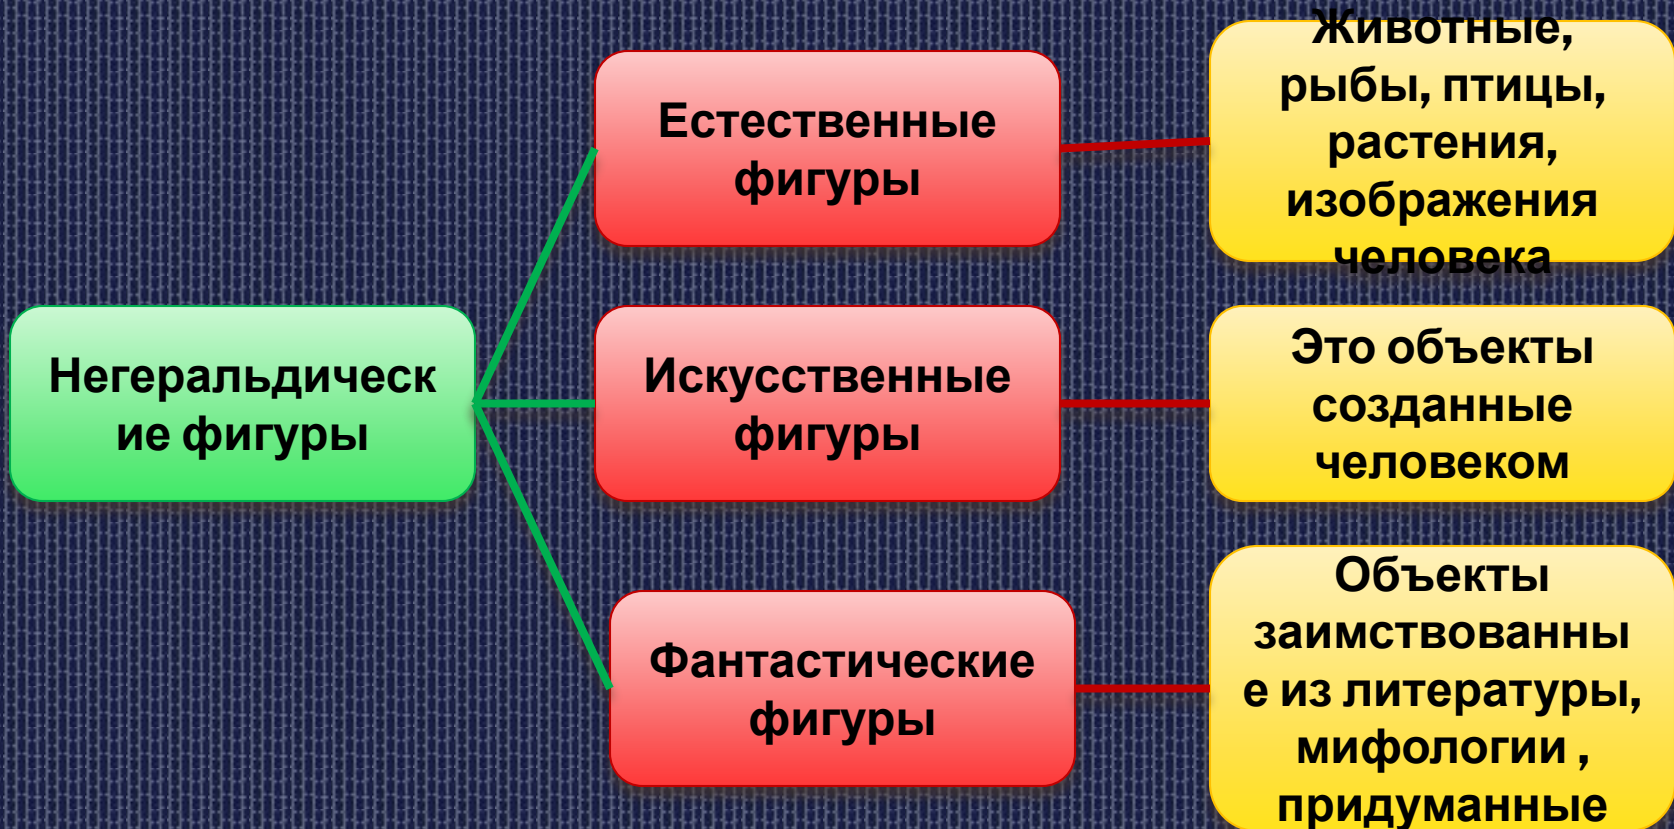 Негеральдическ
ие фигуры
Естественные
фигуры
Животные,
рыбы, птицы,
растения,
изображения
человека
Искусственные
фигуры
Это объекты
созданные
человеком
Фантастические
фигуры
Объекты
заимствованны
е из литературы,
мифологии ,
придуманные